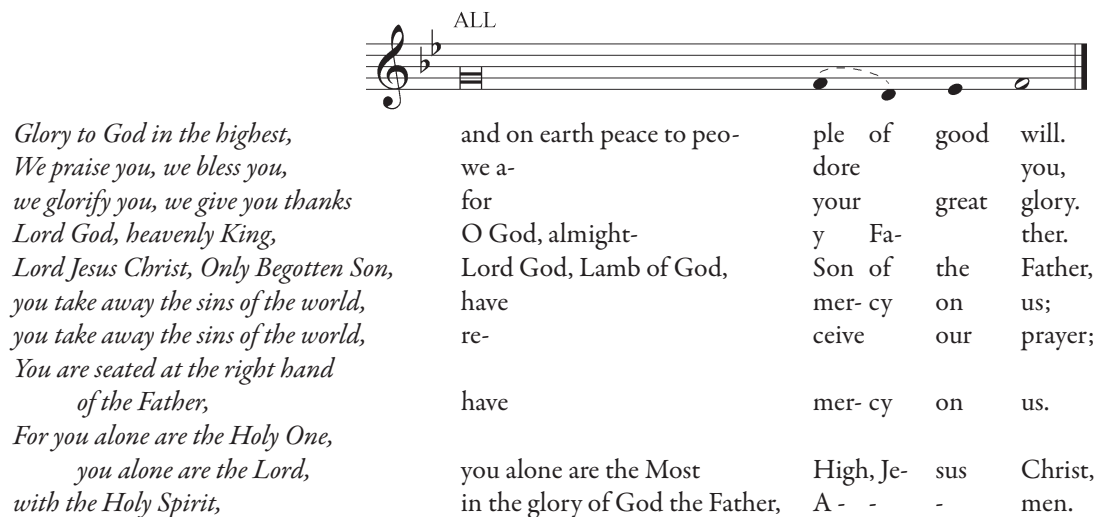 ALL
Glory to God in the highest, and on earth peace to peo- ple of good will.
We praise you, we bless you, we a- dore you,
we glorify you, we give you thanks for your great glory.
Lord God, heavenly King, O God, almight- y Fa- ther.
Lord Jesus Christ, Only Begotten Son, Lord God, Lamb of God, Son of the Father,
you take away the sins of the world, have mer- cy on us;
you take away the sins of the world, re- ceive our prayer;
You are seated at the right hand
of the Father, have mer- cy on us.
For you alone are the Holy One,
you alone are the Lord, you alone are the Most High, Je- sus Christ,
with the Holy Spirit, in the glory of God the Father, A - - - men.